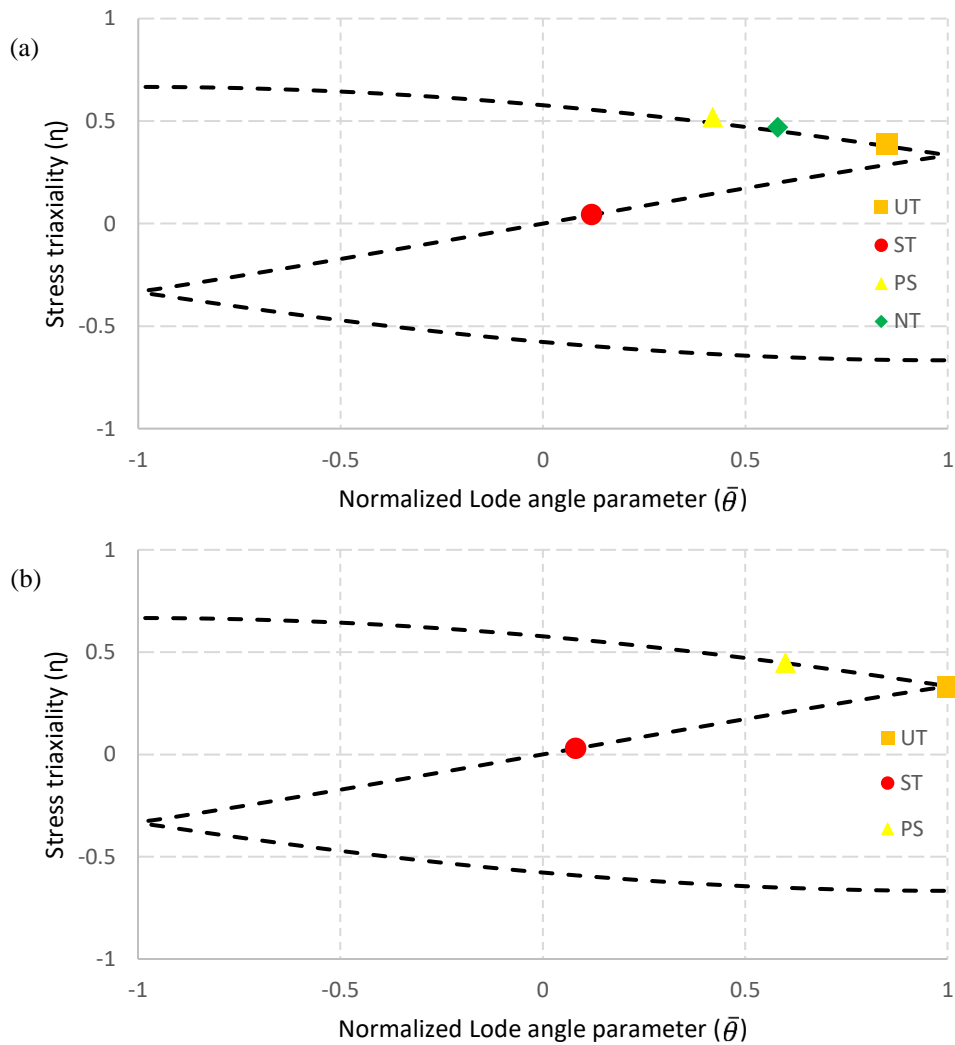 (a)
1
0.5
0
-0.5
-1
-1
-0.5
0
0.5
1
Stress triaxiality (η)
Normalized Lode angle parameter (θ̄)
UT
ST
PS
NT
(b)
1
0.5
0
-0.5
-1
-1
-0.5
0
0.5
1
Stress triaxiality (η)
Normalized Lode angle parameter (θ̄)
UT
ST
PS